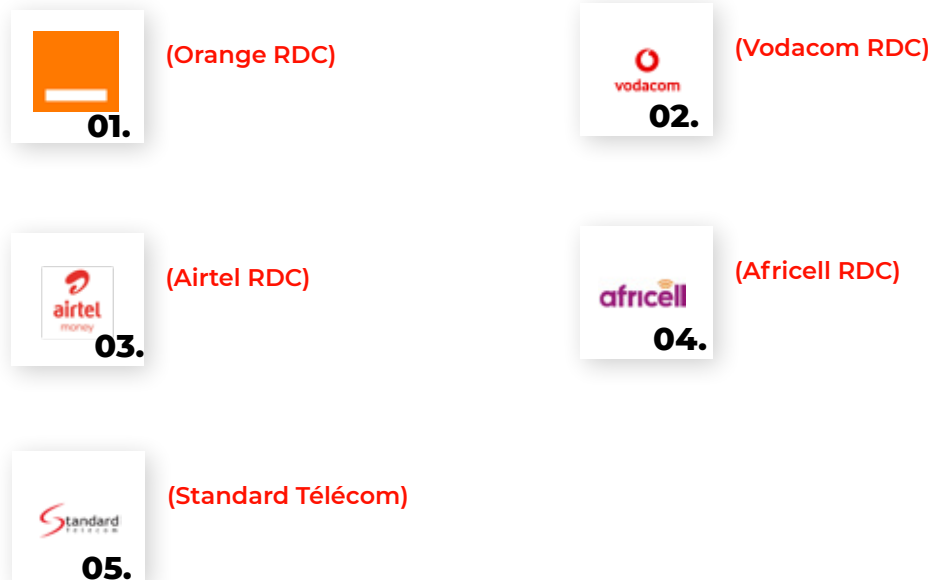 (Orange RDC)
01.
(Vodacom RDC)
vodacom
02.
(Airtel RDC)
airtel
money
03.
(Africell RDC)
africell
04.
(Standard Télécom)
Standard
Telecom
05.